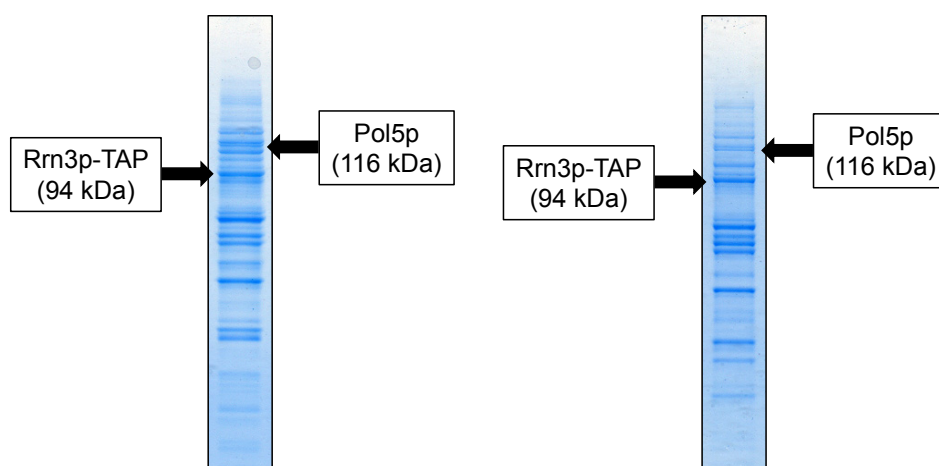 Rrn3p-TAP
(94 kDa)
Pol5p
(116 kDa)
Rrn3p-TAP
(94 kDa)
Pol5p
(116 kDa)